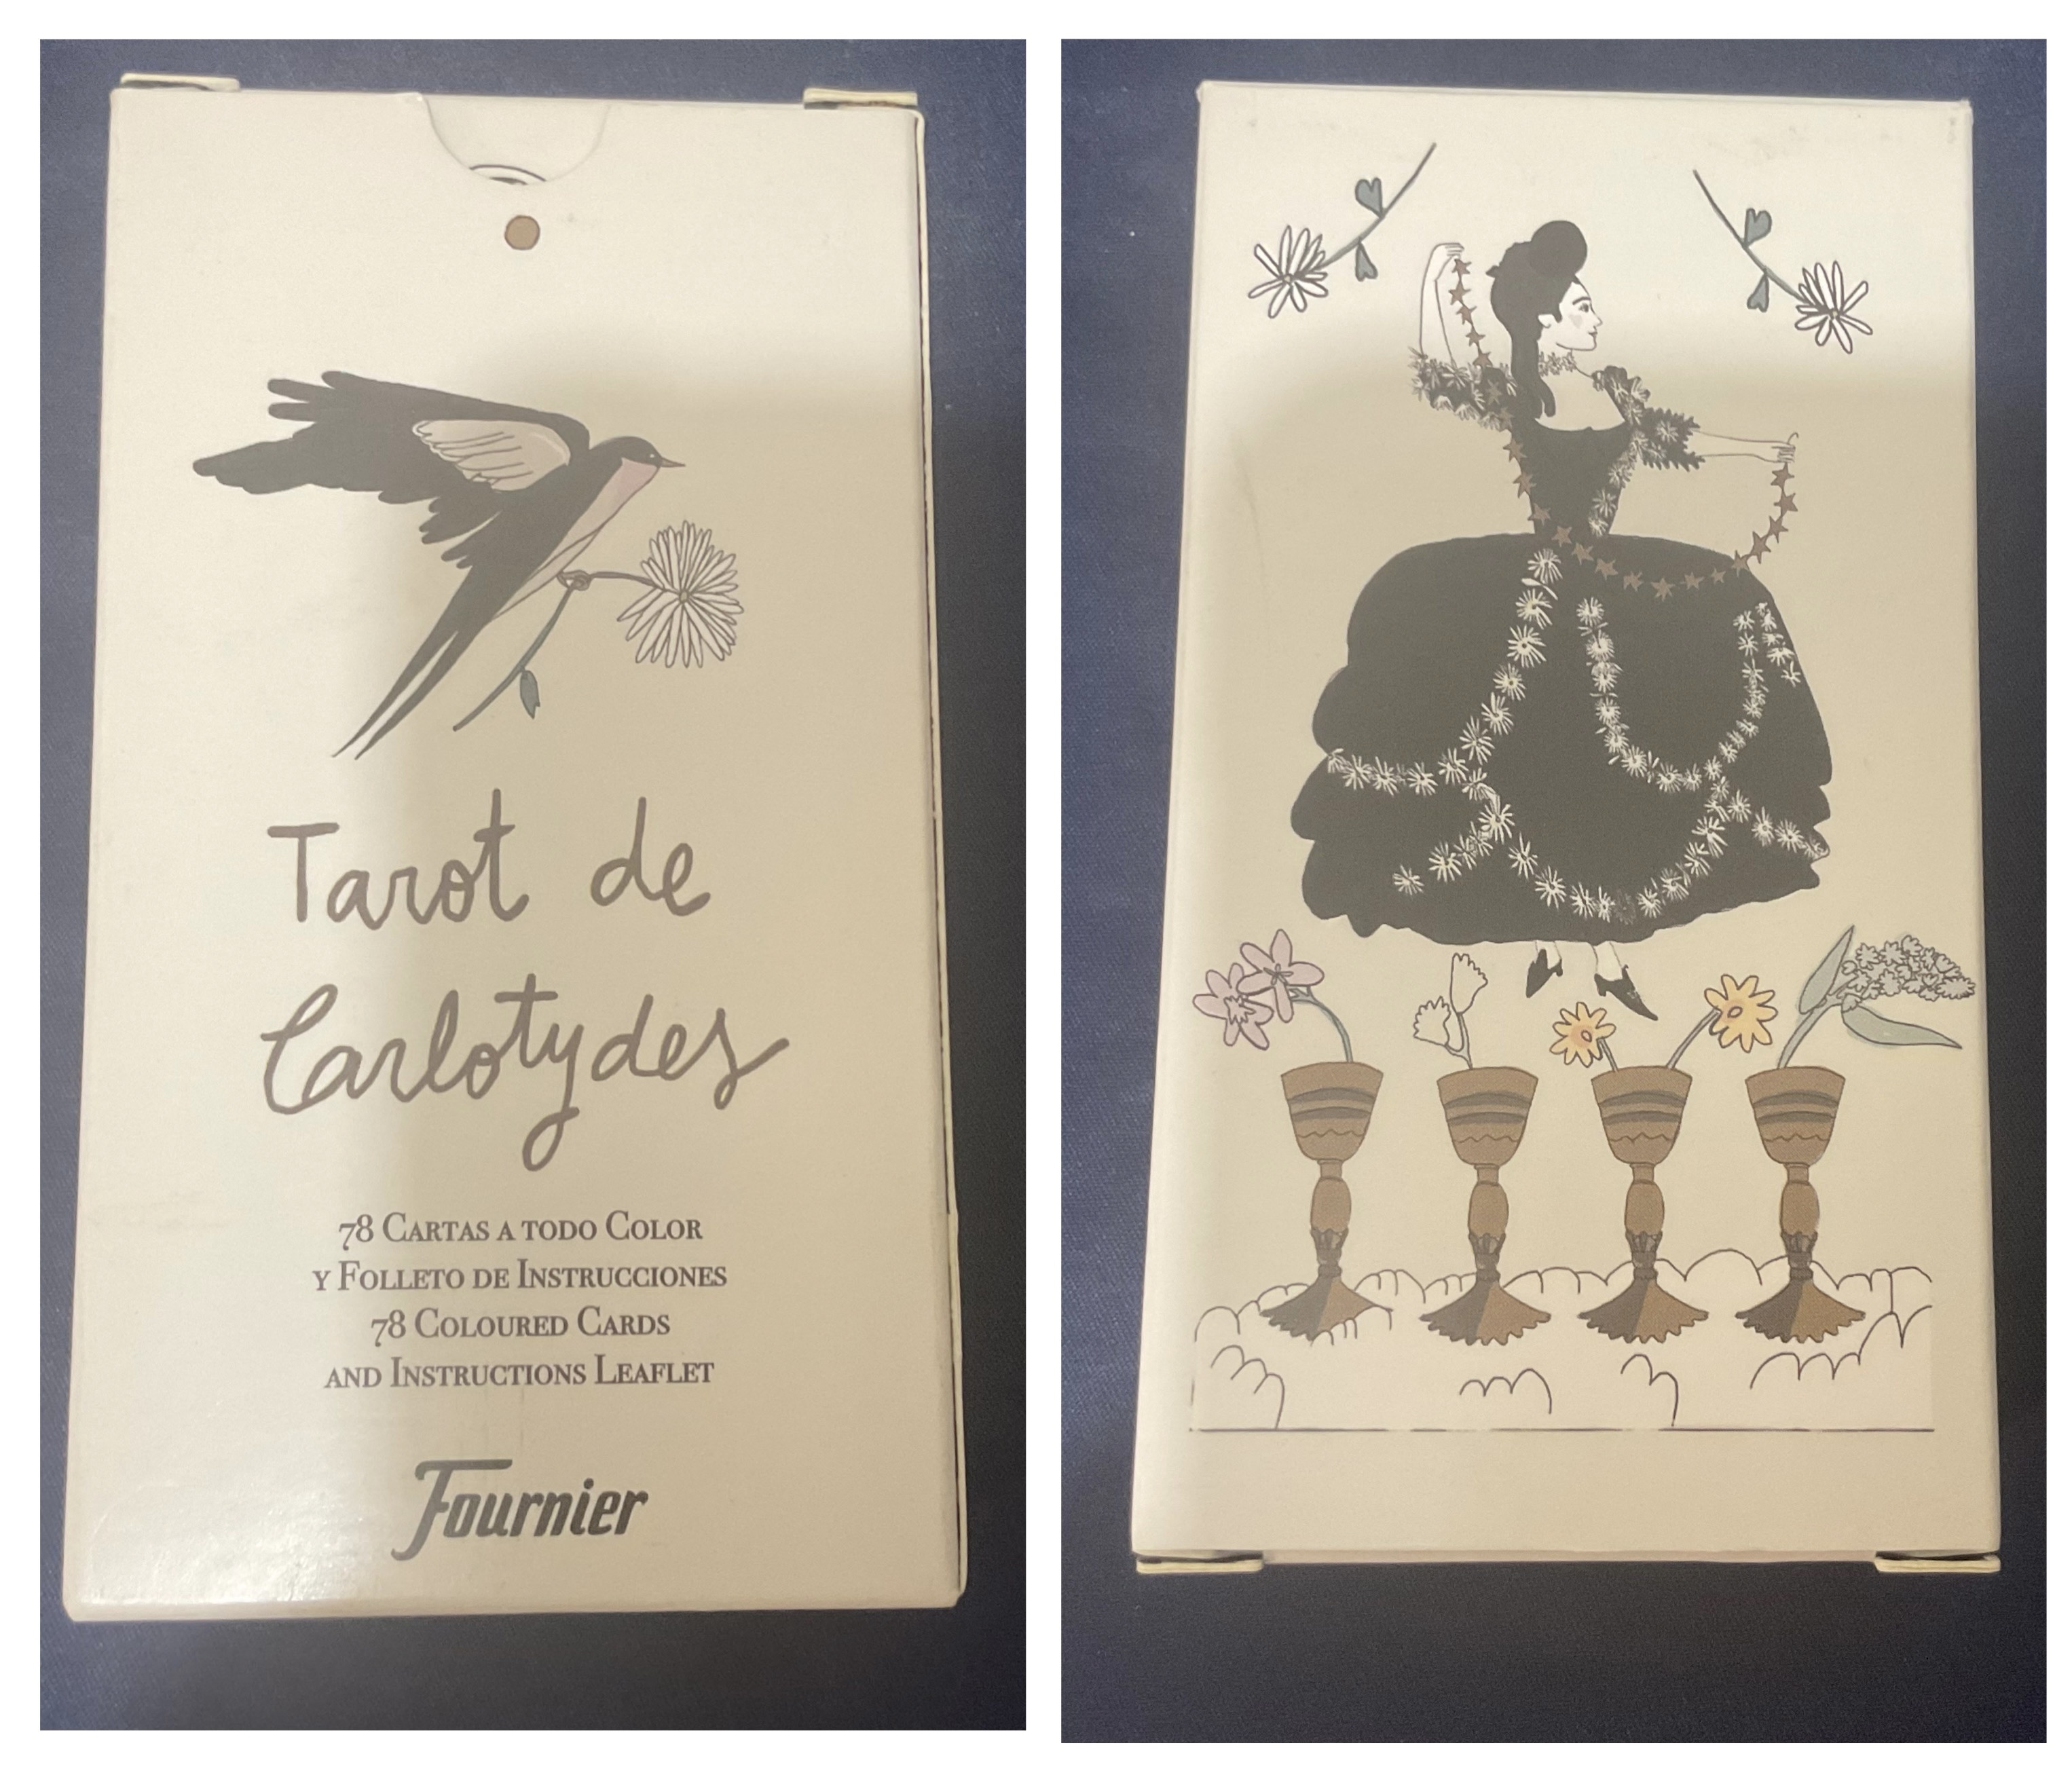 Tarot de
Carlotydes
78 Cartas a todo Color
y Folleto de Instrucciones
78 Coloured Cards
and Instructions Leaflet
Fournier